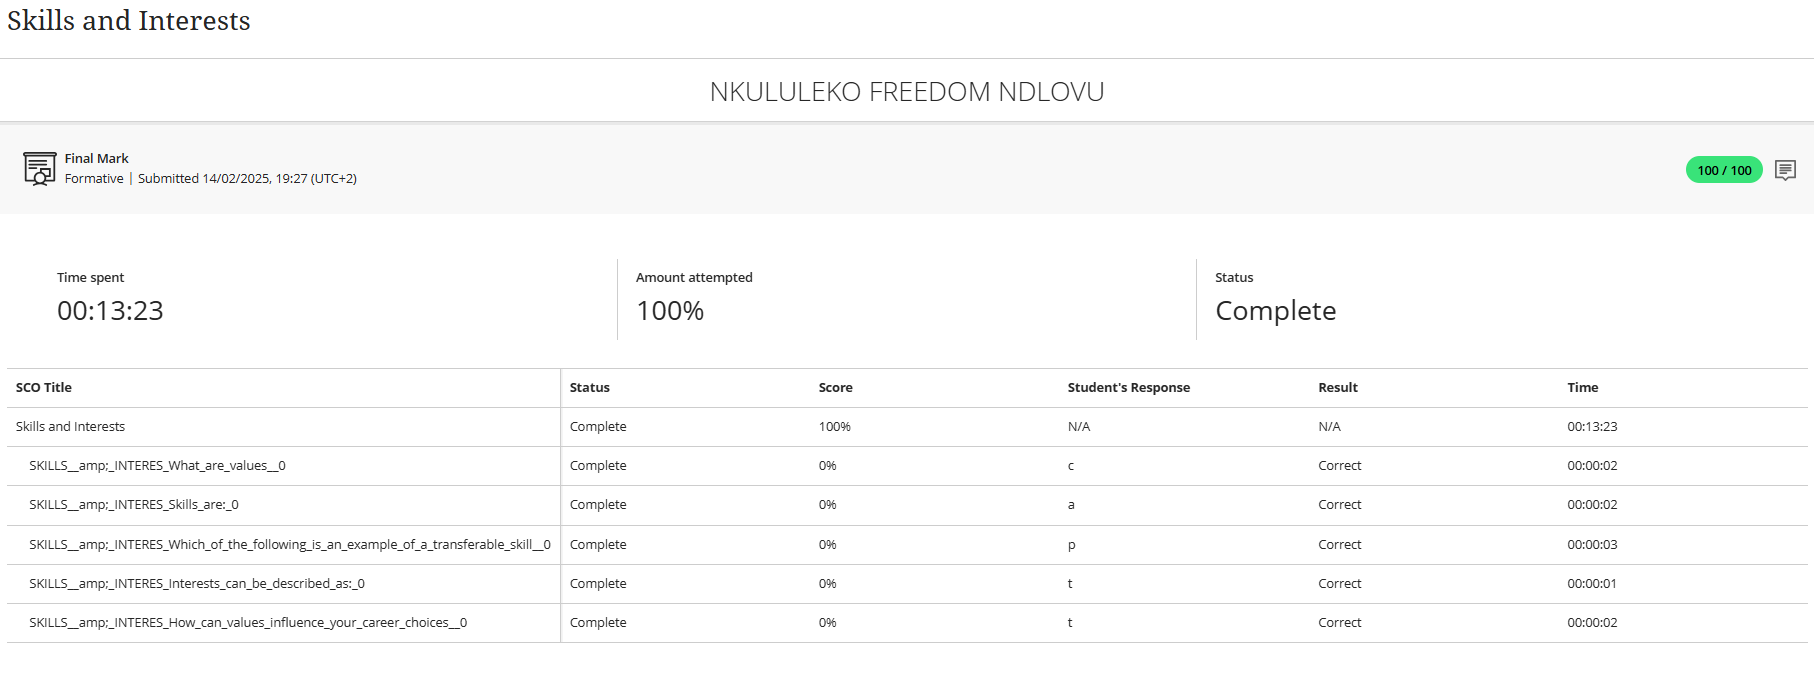 Skills and Interests
NKULULEKO FREEDOM NDLOVU
Final Mark
Formative | Submitted 14/02/2025, 19:27 (UTC+2)
100 / 100
Time spent
00:13:23
Amount attempted
100%
Status
Complete
SCO Title Status Score Student's Response Result Time
Skills and Interests Complete 100% N/A N/A 00:13:23
SKILLS__amp;_INTERES_What_are_values__0 Complete 0% c Correct 00:00:02
SKILLS__amp;_INTERES_Skills_are:_0 Complete 0% a Correct 00:00:02
SKILLS__amp;_INTERES_Which_of_the_following_is_an_example_of_a_transferable_skill__0 Complete 0% p Correct 00:00:03
SKILLS__amp;_INTERES_Interests_can_be_described_as:_0 Complete 0% t Correct 00:00:01
SKILLS__amp;_INTERES_How_can_values_influence_your_career_choices__0 Complete 0% t Correct 00:00:02